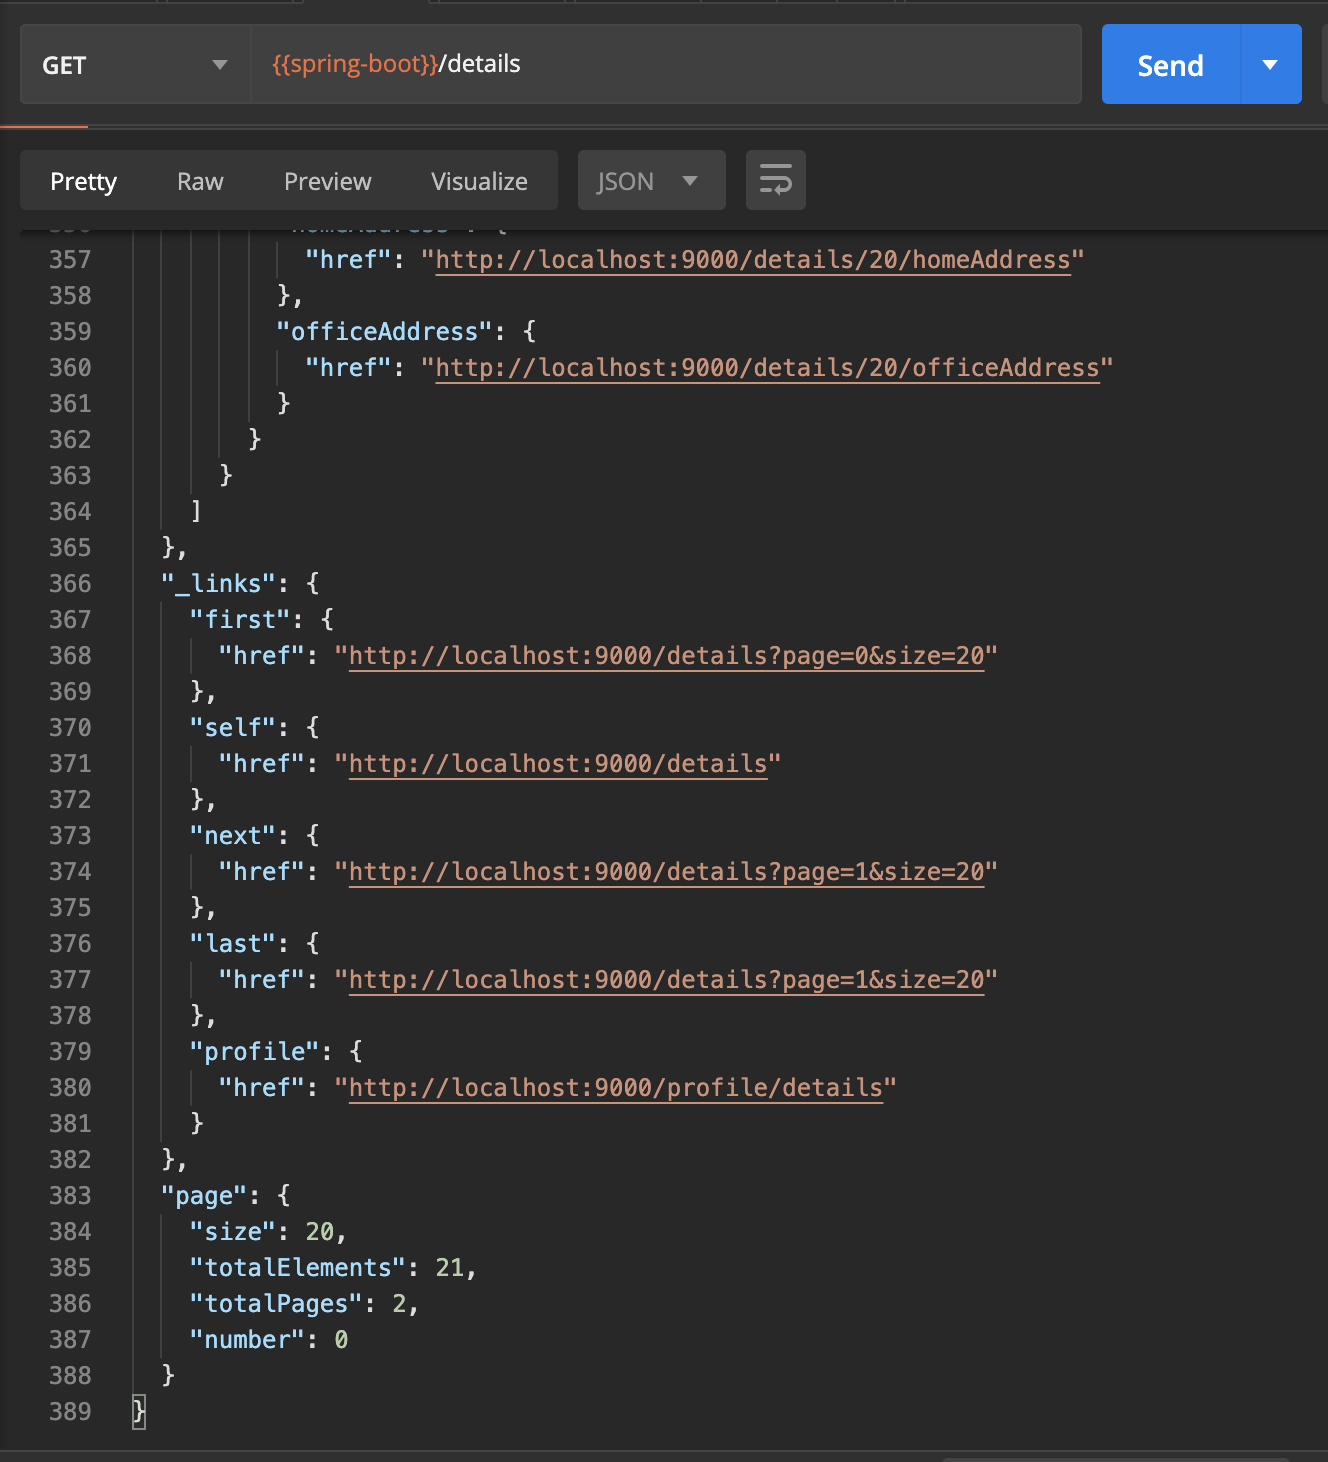 GET {{spring-boot}}/details Send
Pretty Raw Preview Visualize JSON
357 "href": "http://localhost:9000/details/20/homeAddress"
358 },
359 "officeAddress": {
360 "href": "http://localhost:9000/details/20/officeAddress"
361 }
362 }
363 }
364 ]
365 },
366 "_links": {
367 "first": {
368 "href": "http://localhost:9000/details?page=0&size=20"
369 },
370 "self": {
371 "href": "http://localhost:9000/details"
372 },
373 "next": {
374 "href": "http://localhost:9000/details?page=1&size=20"
375 },
376 "last": {
377 "href": "http://localhost:9000/details?page=1&size=20"
378 },
379 "profile": {
380 "href": "http://localhost:9000/profile/details"
381 }
382 },
383 "page": {
384 "size": 20,
385 "totalElements": 21,
386 "totalPages": 2,
387 "number": 0
388 }
389 }